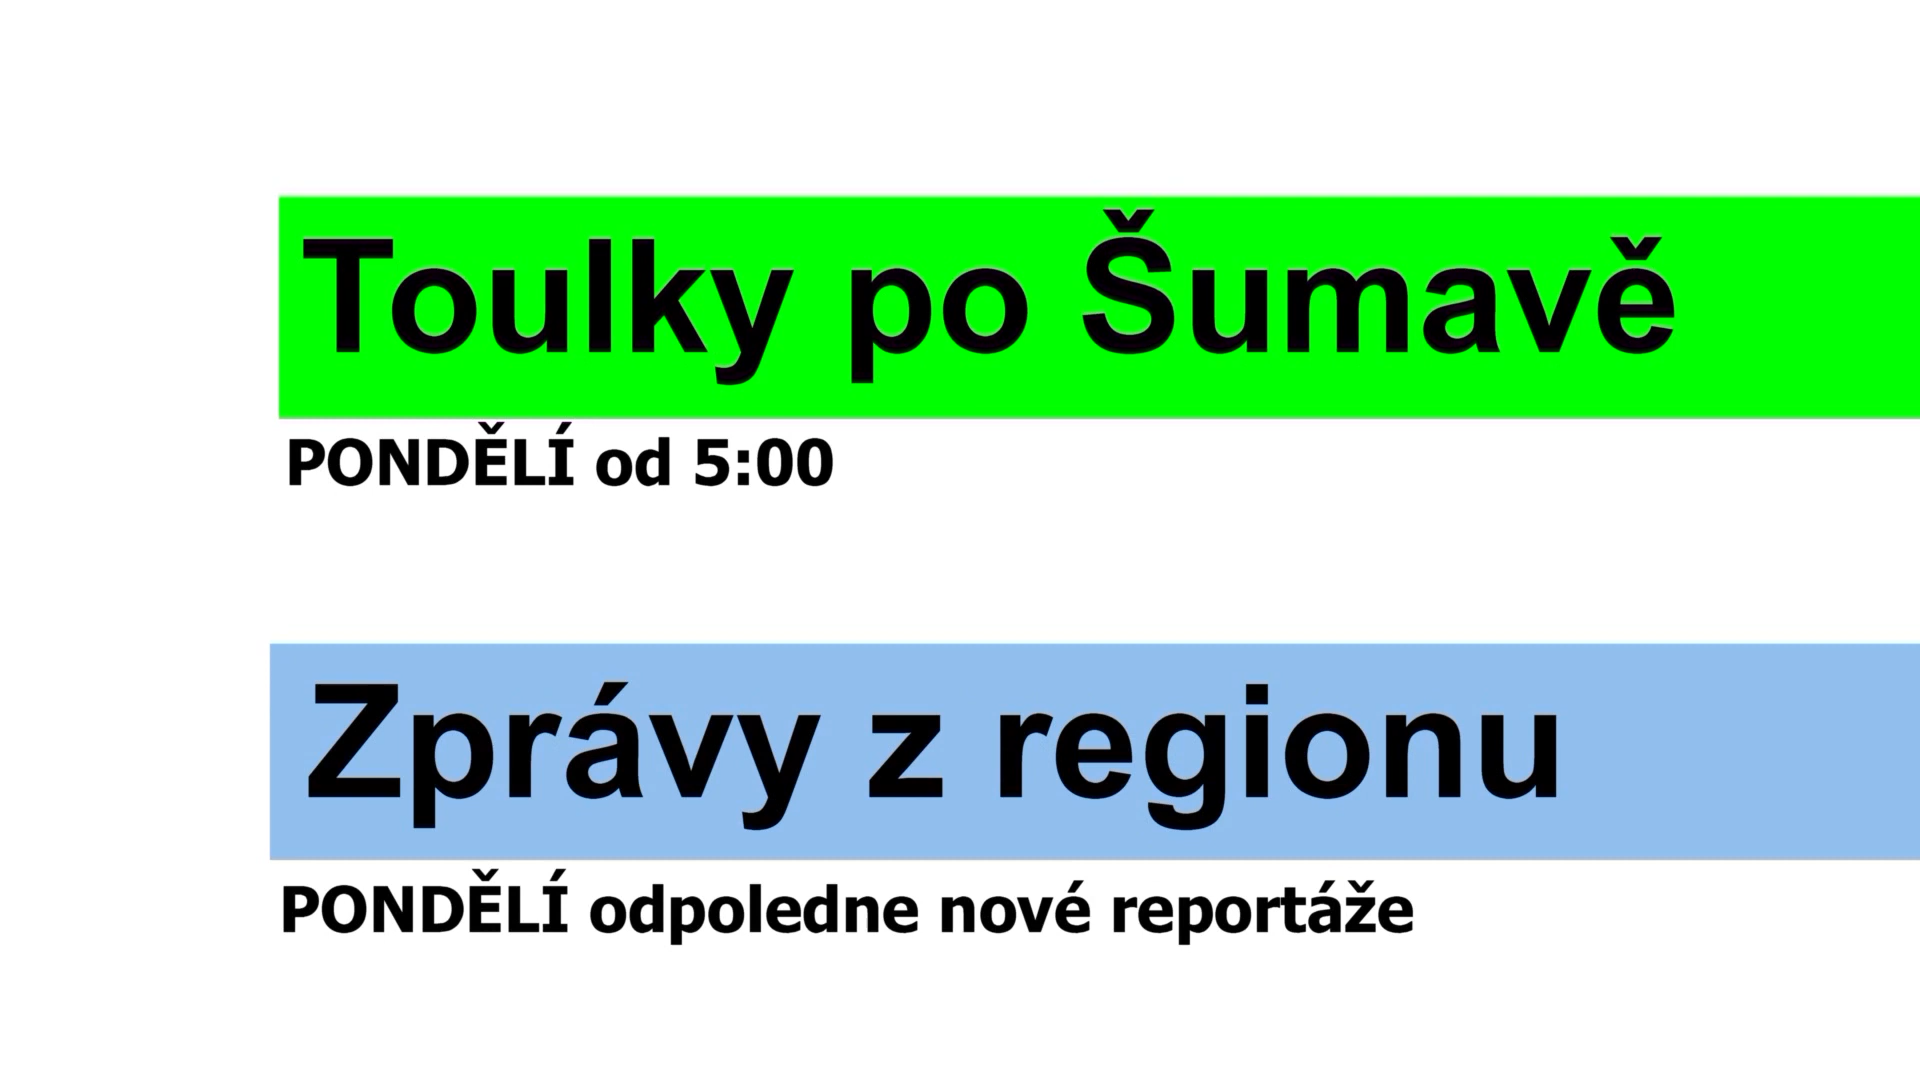 Toulky po Šumavě
PONDĚLÍ od 5:00
Zprávy z regionu
PONDĚLÍ odpoledne nové reportáže